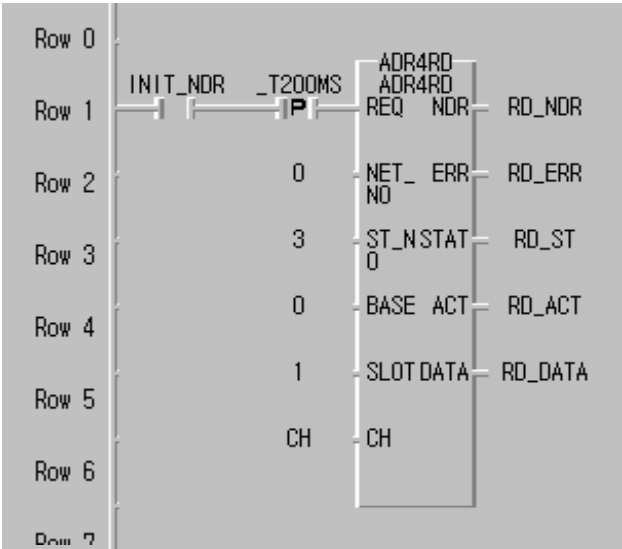 Row 0
ADR4RD
INIT_NDR _T200MS ADR4RD
Row 1 P REQ NDR RD_NDR
Row 2 0 NET_ ERR RD_ERR
NO
Row 3 3 ST_N STAT RD_ST
O
Row 4 0 BASE ACT RD_ACT
Row 5 1 SLOT DATA RD_DATA
CH CH
Row 6
Row 7